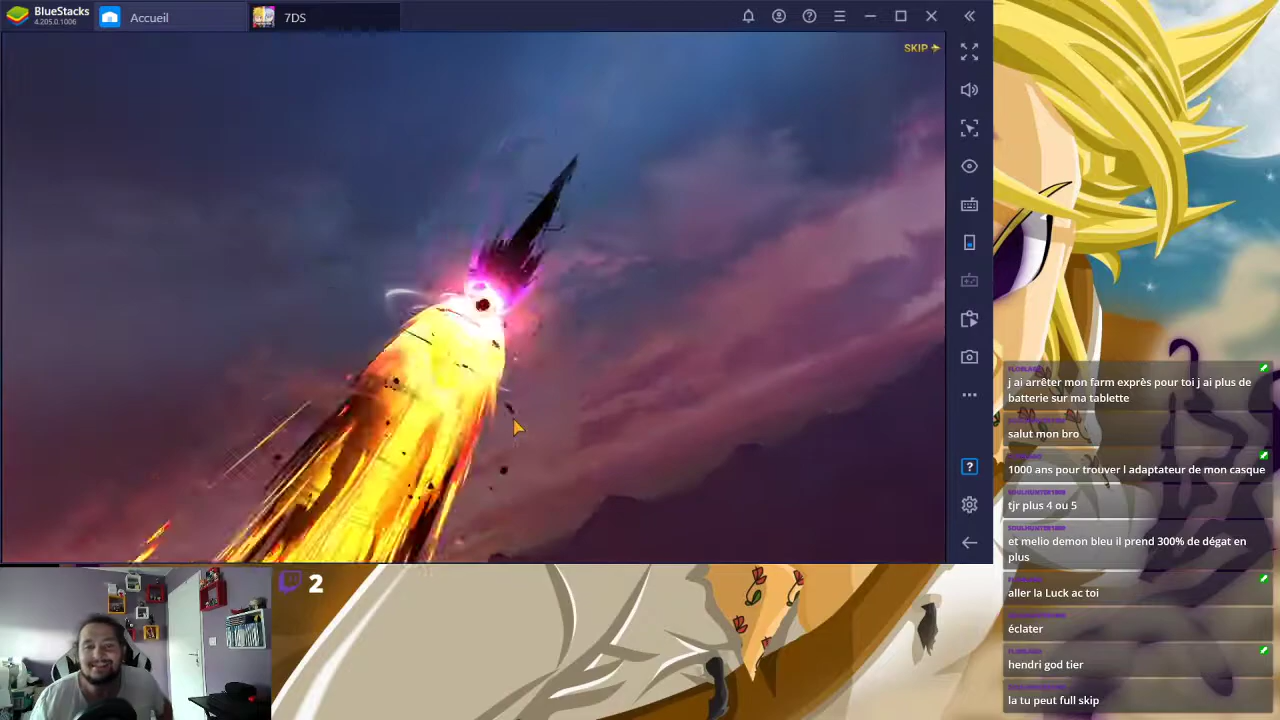 BlueStacks
4.205.0.1006
Accueil
7DS
SKIP
j ai arrêter mon farm exprès pour toi j ai plus de
batterie sur ma tablette
salut mon bro
1000 ans pour trouver l adaptateur de mon casque
tjr plus 4 ou 5
et melio demon bleu il prend 300% de dégat en
plus
aller la Luck ac toi
éclater
hendri god tier
la tu peut full skip
2